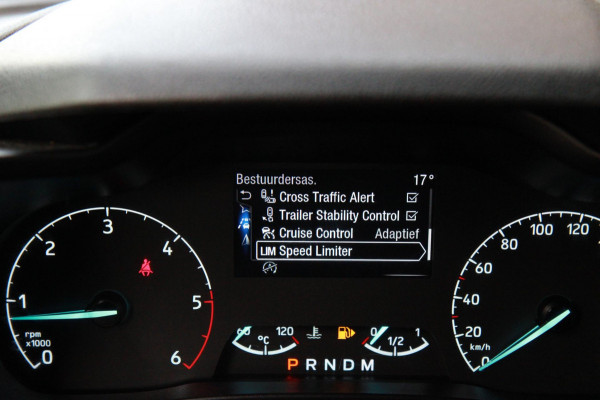 Bestuurdersas. 17°
Cross Traffic Alert
Trailer Stability Control
Cruise Control Adaptief
LIM Speed Limiter
0 1 2 3 4 5 6
rpm
x1000
60 120
°C
0 1/2 1
P R N D M
0 20 40 60 80 100 120
km/h